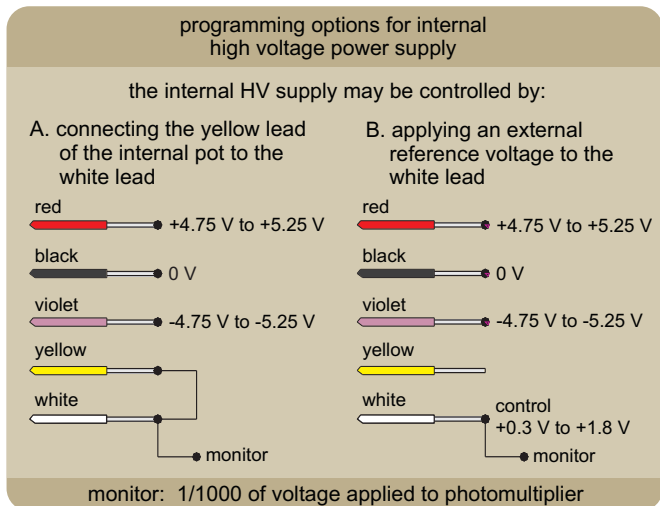 programming options for internal
high voltage power supply
the internal HV supply may be controlled by:
A. connecting the yellow lead
of the internal pot to the
white lead
red
+4.75 V to +5.25 V
black
0 V
violet
-4.75 V to -5.25 V
yellow
white
monitor
B. applying an external
reference voltage to the
white lead
red
+4.75 V to +5.25 V
black
0 V
violet
-4.75 V to -5.25 V
yellow
white
control
+0.3 V to +1.8 V
monitor
monitor: 1/1000 of voltage applied to photomultiplier